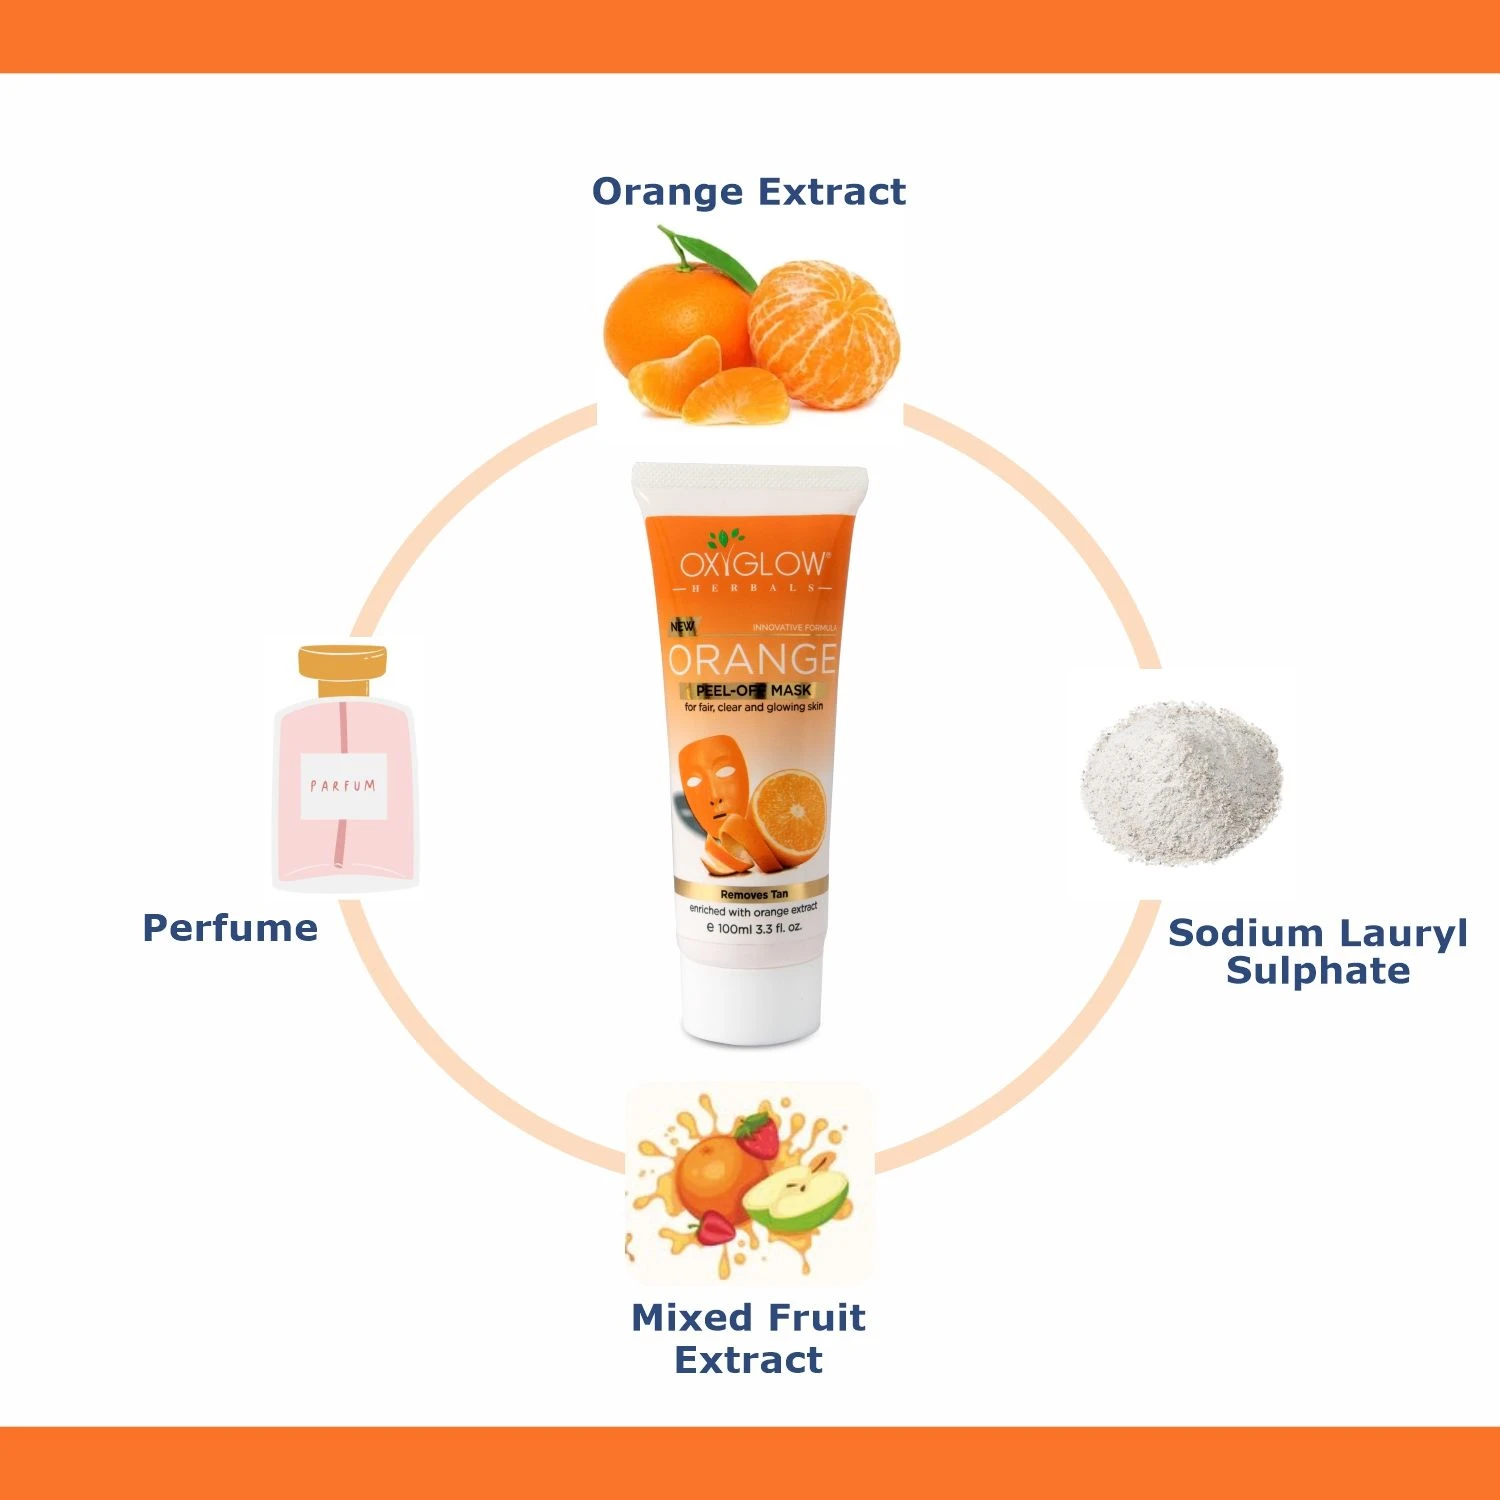 Orange Extract
OXYGLOW®
HERBALS
NEW
INNOVATIVE FORMULA
ORANGE
PEEL-OFF MASK
for fair, clear and glowing skin
Removes Tan
enriched with orange extract
e 100ml 3.3 fl. oz.
PARFUM
Perfume
Sodium Lauryl
Sulphate
Mixed Fruit
Extract